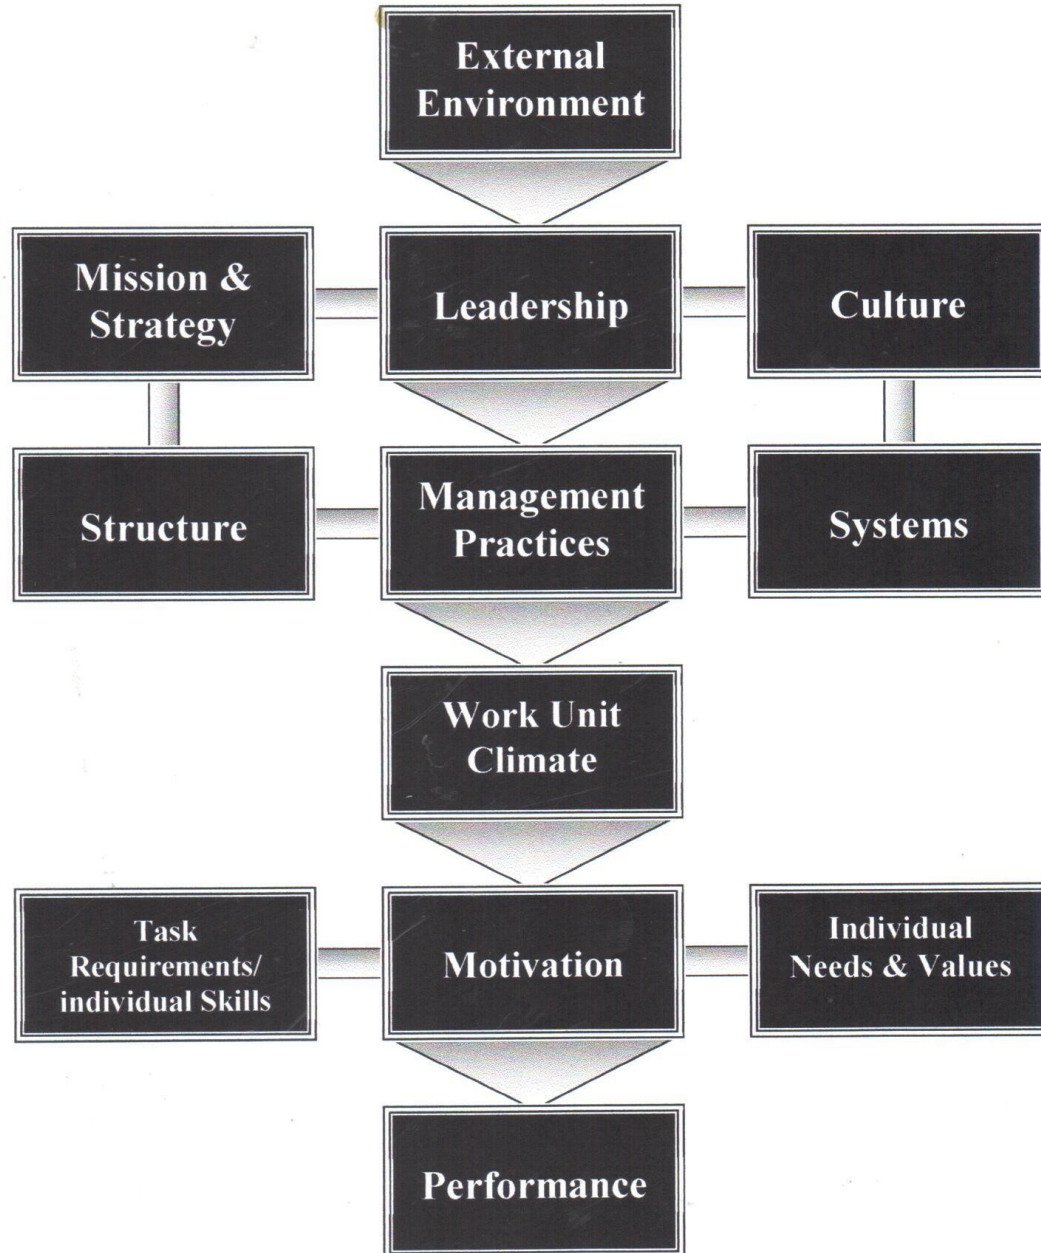 External
Environment
Mission &
Strategy
Leadership
Culture
Structure
Management
Practices
Systems
Work Unit
Climate
Task
Requirements/
individual Skills
Motivation
Individual
Needs & Values
Performance